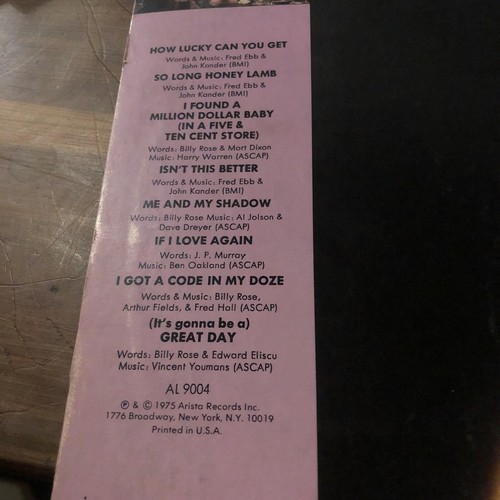 HOW LUCKY CAN YOU GET
Words & Music: Fred Ebb &
John Kander (BMI)
SO LONG HONEY LAMB
Words & Music: Fred Ebb &
John Kander (BMI)
I FOUND A
MILLION DOLLAR BABY
(IN A FIVE &
TEN CENT STORE)
Words: Billy Rose & Mort Dixon
Music: Harry Warren (ASCAP)
ISN'T THIS BETTER
Words & Music: Fred Ebb &
John Kander (BMI)
ME AND MY SHADOW
Words: Billy Rose Music: Al Jolson &
Dave Dreyer (ASCAP)
IF I LOVE AGAIN
Words: J. P. Murray
Music: Ben Oakland (ASCAP)
I GOT A CODE IN MY DOZE
Words & Music: Billy Rose,
Arthur Fields, & Fred Hall (ASCAP)
(It's gonna be a)
GREAT DAY
Words: Billy Rose & Edward Eliscu
Music: Vincent Youmans (ASCAP)
AL 9004
℗ & © 1975 Arista Records Inc.
1776 Broadway, New York, N.Y. 10019
Printed in U.S.A.